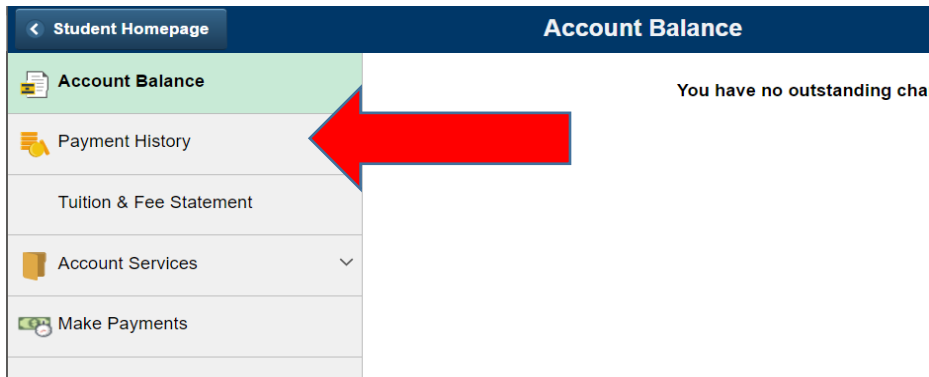 Student Homepage
Account Balance
Account Balance
You have no outstanding cha
Payment History
Tuition & Fee Statement
Account Services
Make Payments